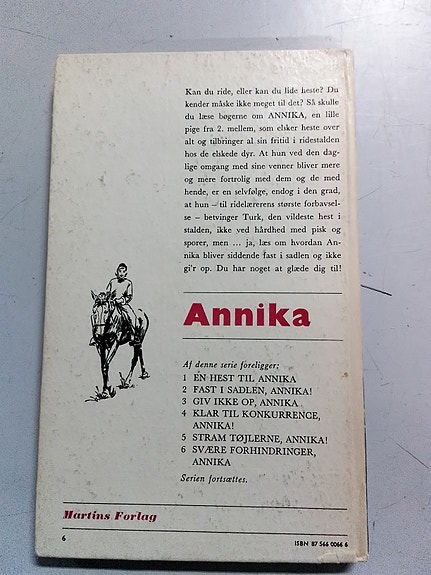 Kan du ride, eller kan du lide heste? Du
kender måske ikke meget til det? Så skulle
du læse bøgerne om ANNIKA, en lille
pige fra 2. mellem, som elsker heste over
alt og tilbringer al sin fritid i ridestalden
hos de elskede dyr. At hun ved den dag-
lige omgang med sine venner bliver mere
og mere fortrolig med dem og de med
hende, er en selvfølge, endog i den grad,
at hun – til ridelærerens største forbavsel-
se – betvinger Turk, den vildeste hest i
stalden, ikke ved hårdhed med pisk og
sporer, men ... ja, læs om hvordan An-
nika bliver siddende fast i sadlen og ikke
gi'r op. Du har noget at glæde dig til!
Annika
Af denne serie foreligger:
1 EN HEST TIL ANNIKA
2 FAST I SADLEN, ANNIKA!
3 GIV IKKE OP, ANNIKA
4 KLAR TIL KONKURRENCE,
ANNIKA!
5 STRAM TØJLERNE, ANNIKA!
6 SVÆRE FORHINDRINGER,
ANNIKA
Serien fortsættes.
Martins Forlag
6
ISBN 87 566 0066 6